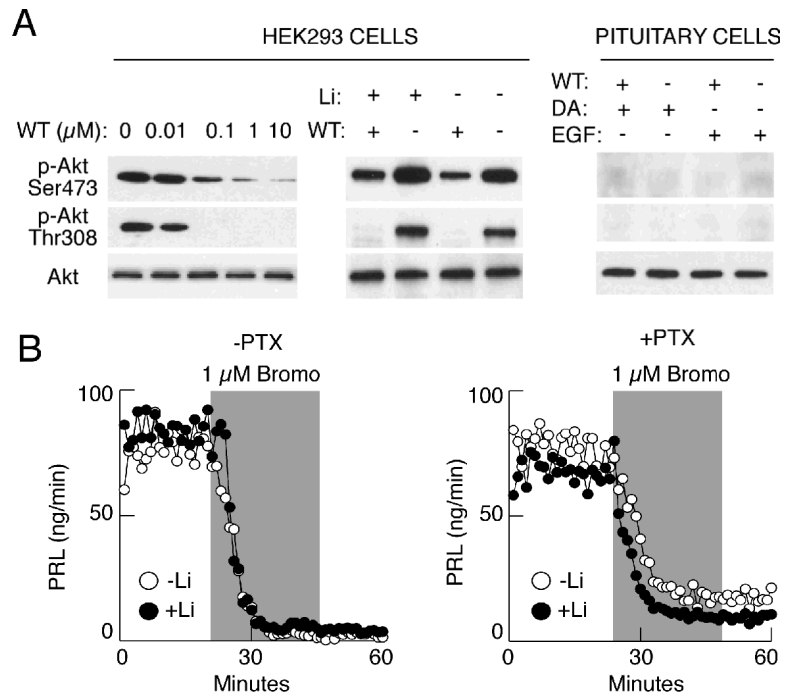 A
HEK293 CELLS
PITUITARY CELLS
WT (µM): 0 0.01 0.1 1 10
Li: + + - -
WT: + - + -
WT: + - + -
DA: + + - -
EGF: - - + +
p-Akt
Ser473
p-Akt
Thr308
Akt
B
-PTX
1 µM Bromo
100
50
0
PRL (ng/min)
-Li
+Li
0 30 60
Minutes
+PTX
1 µM Bromo
100
50
0
PRL (ng/min)
-Li
+Li
0 30 60
Minutes